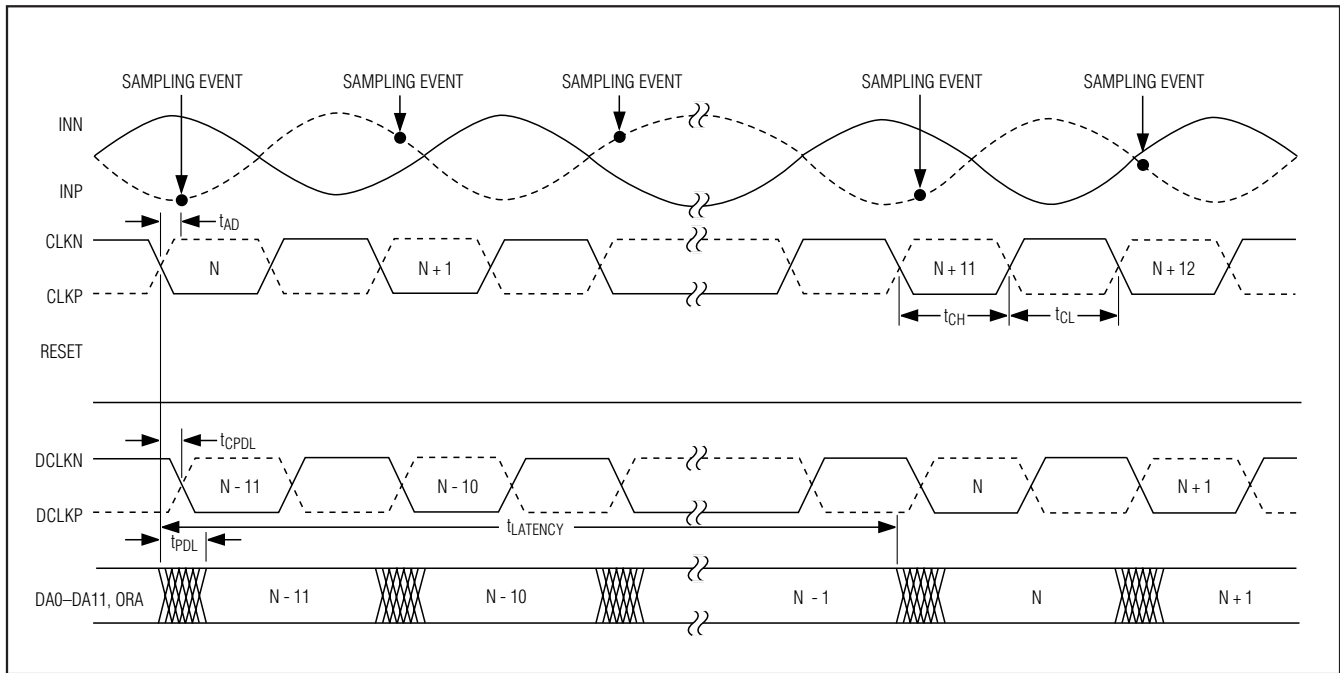 SAMPLING EVENT SAMPLING EVENT SAMPLING EVENT SAMPLING EVENT SAMPLING EVENT
INN
INP
tAD
CLKN
N N + 1 N + 11 N + 12
CLKP
tCH tCL
RESET
tCPDL
DCLKN
N - 11 N - 10 N N + 1
DCLKP
tLATENCY
tPDL
DA0–DA11, ORA N - 11 N - 10 N - 1 N N + 1